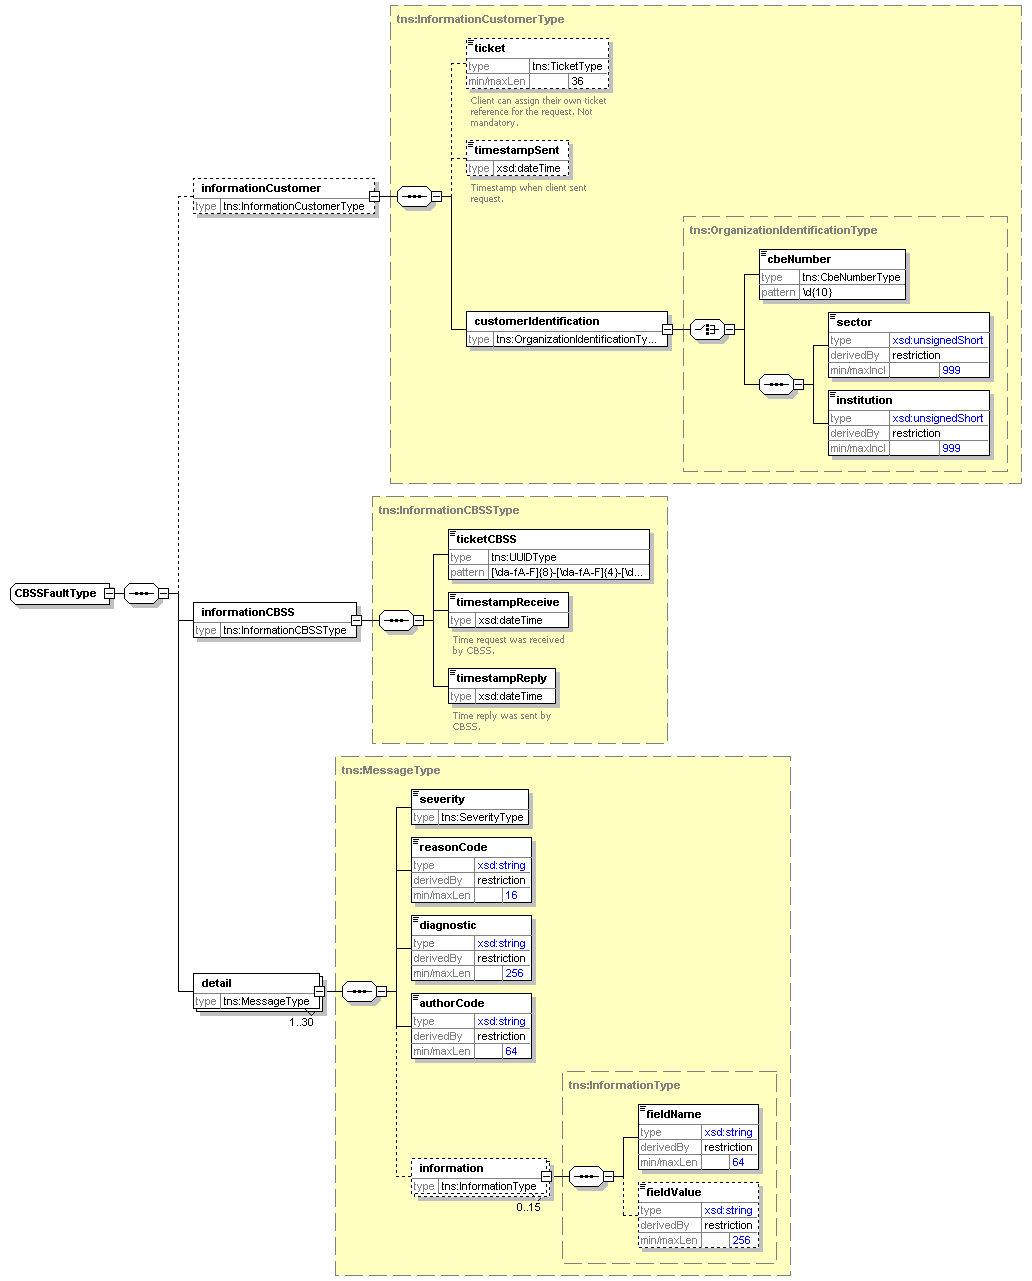 tns:InformationCustomerType
ticket
type tns:TicketType
min/maxLen 36
Client can assign their own ticket
reference for the request. Not
mandatory.
timestampSent
type xsd:dateTime
Timestamp when client sent
request.
informationCustomer
type tns:InformationCustomerType
tns:OrganizationIdentificationType
cbeNumber
type tns:CbeNumberType
pattern \d{10}
customerIdentification
type tns:OrganizationIdentificationTy...
sector
type xsd:unsignedShort
derivedBy restriction
min/maxIncl 999
institution
type xsd:unsignedShort
derivedBy restriction
min/maxIncl 999
tns:InformationCBSSType
ticketCBSS
type tns:UUIDType
pattern [\da-fA-F]{8}-[\da-fA-F]{4}-[\d...
CBSSFaultType
informationCBSS
type tns:InformationCBSSType
timestampReceive
type xsd:dateTime
Time request was received
by CBSS.
timestampReply
type xsd:dateTime
Time reply was sent by
CBSS.
tns:MessageType
severity
type tns:SeverityType
reasonCode
type xsd:string
derivedBy restriction
min/maxLen 16
diagnostic
type xsd:string
derivedBy restriction
min/maxLen 256
detail
type tns:MessageType
1..30
authorCode
type xsd:string
derivedBy restriction
min/maxLen 64
tns:InformationType
fieldName
type xsd:string
derivedBy restriction
min/maxLen 64
information
type tns:InformationType
0..15
fieldValue
type xsd:string
derivedBy restriction
min/maxLen 256